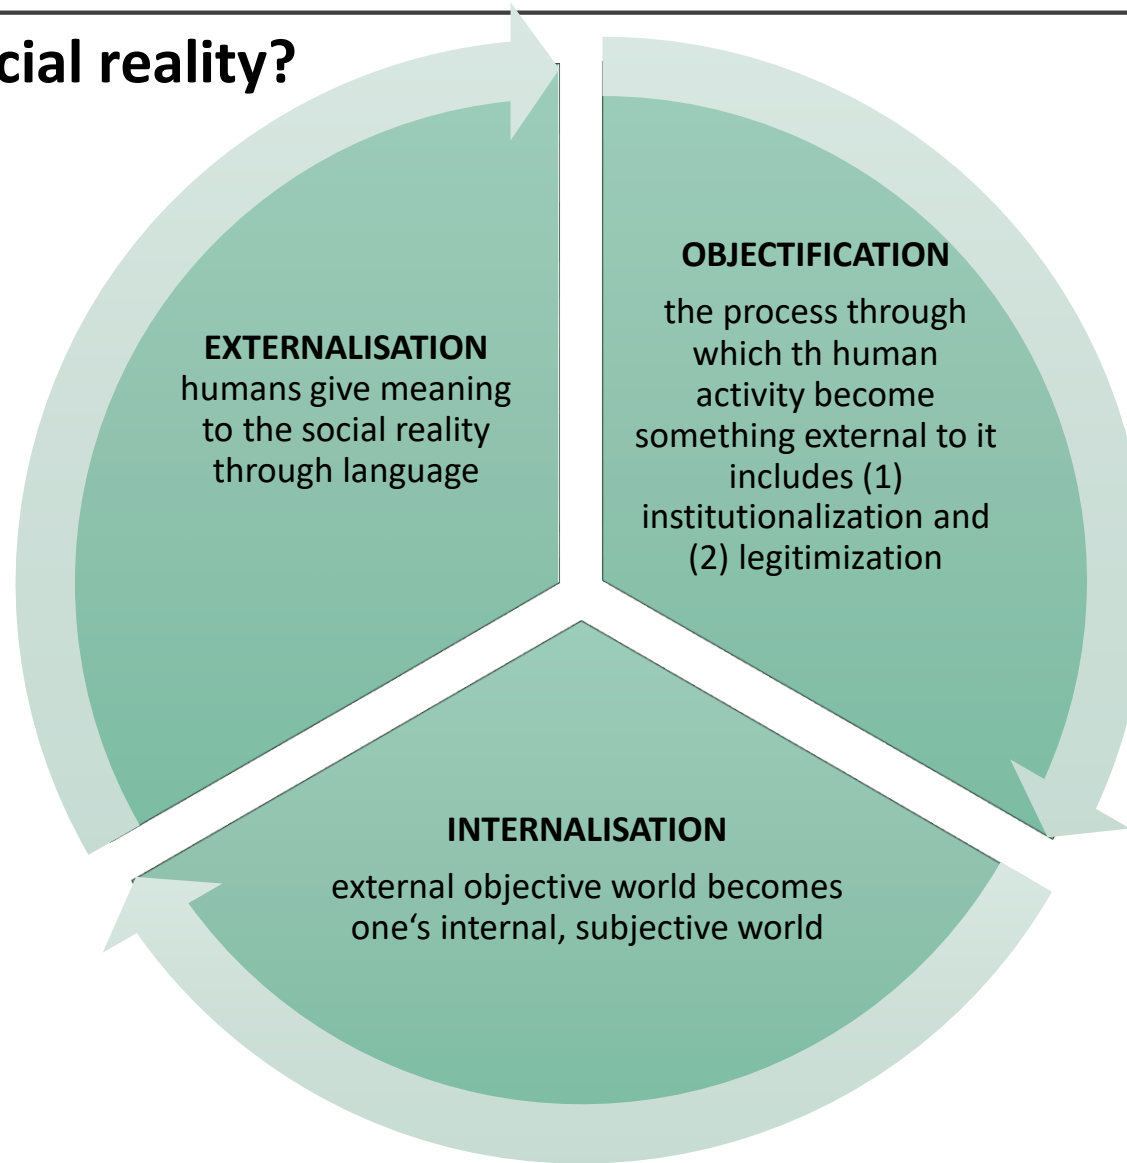 cial reality?
EXTERNALISATION
humans give meaning
to the social reality
through language
OBJECTIFICATION
the process through
which th human
activity become
something external to it
includes (1)
institutionalization and
(2) legitimization
INTERNALISATION
external objective world becomes
one‘s internal, subjective world